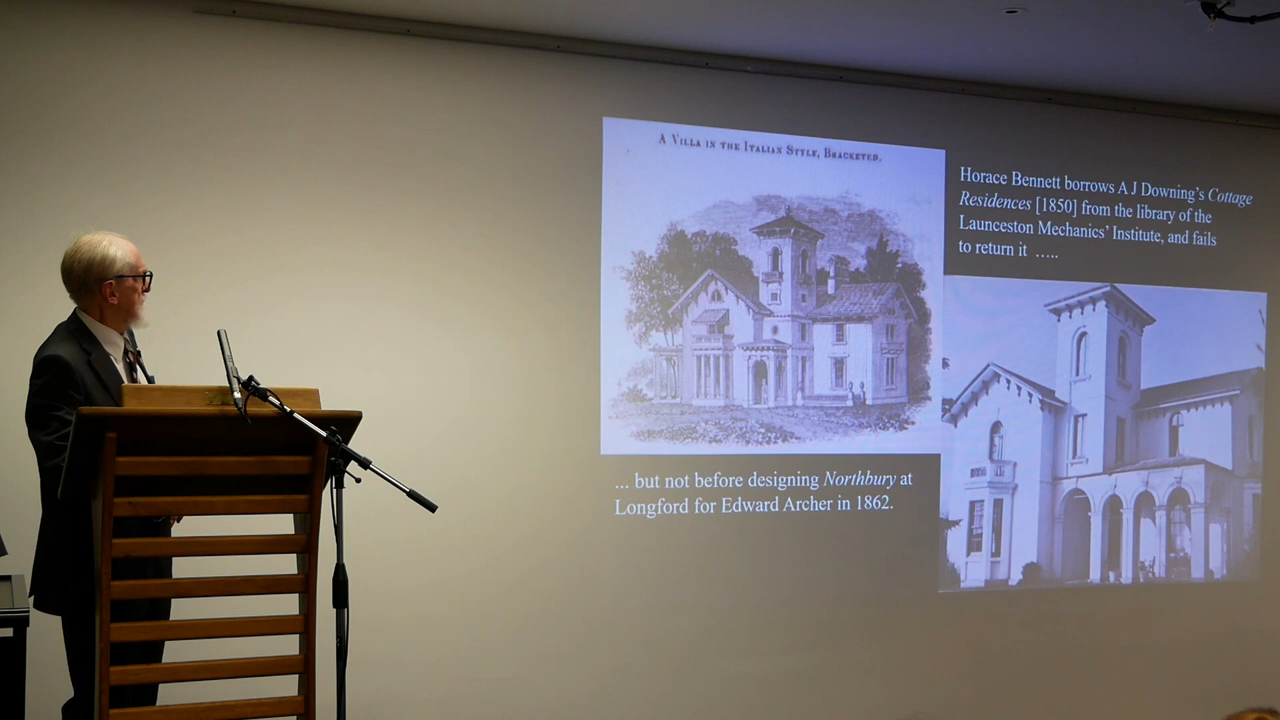 A VILLA IN THE ITALIAN STYLE, BRACKETED.
Horace Bennett borrows A J Downing's Cottage
Residences [1850] from the library of the
Launceston Mechanics' Institute, and fails
to return it …..
... but not before designing Northbury at
Longford for Edward Archer in 1862.